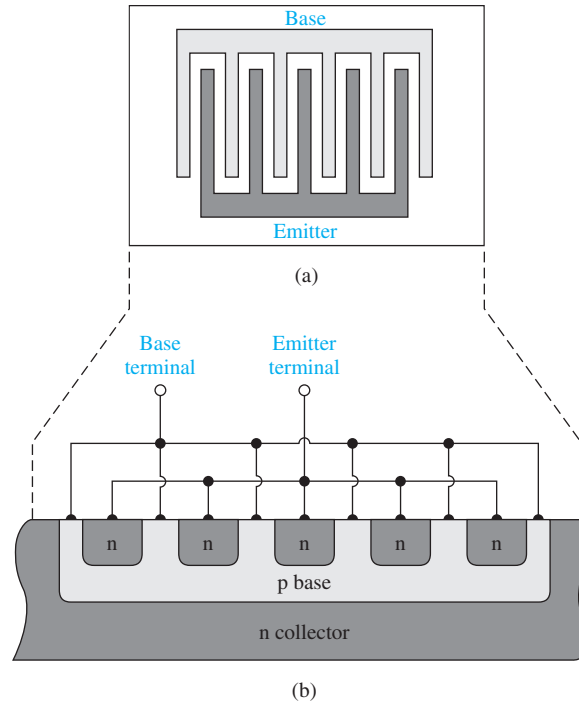 Base
Emitter
(a)
Base Emitter
terminal terminal
n n n n n
p base
n collector
(b)